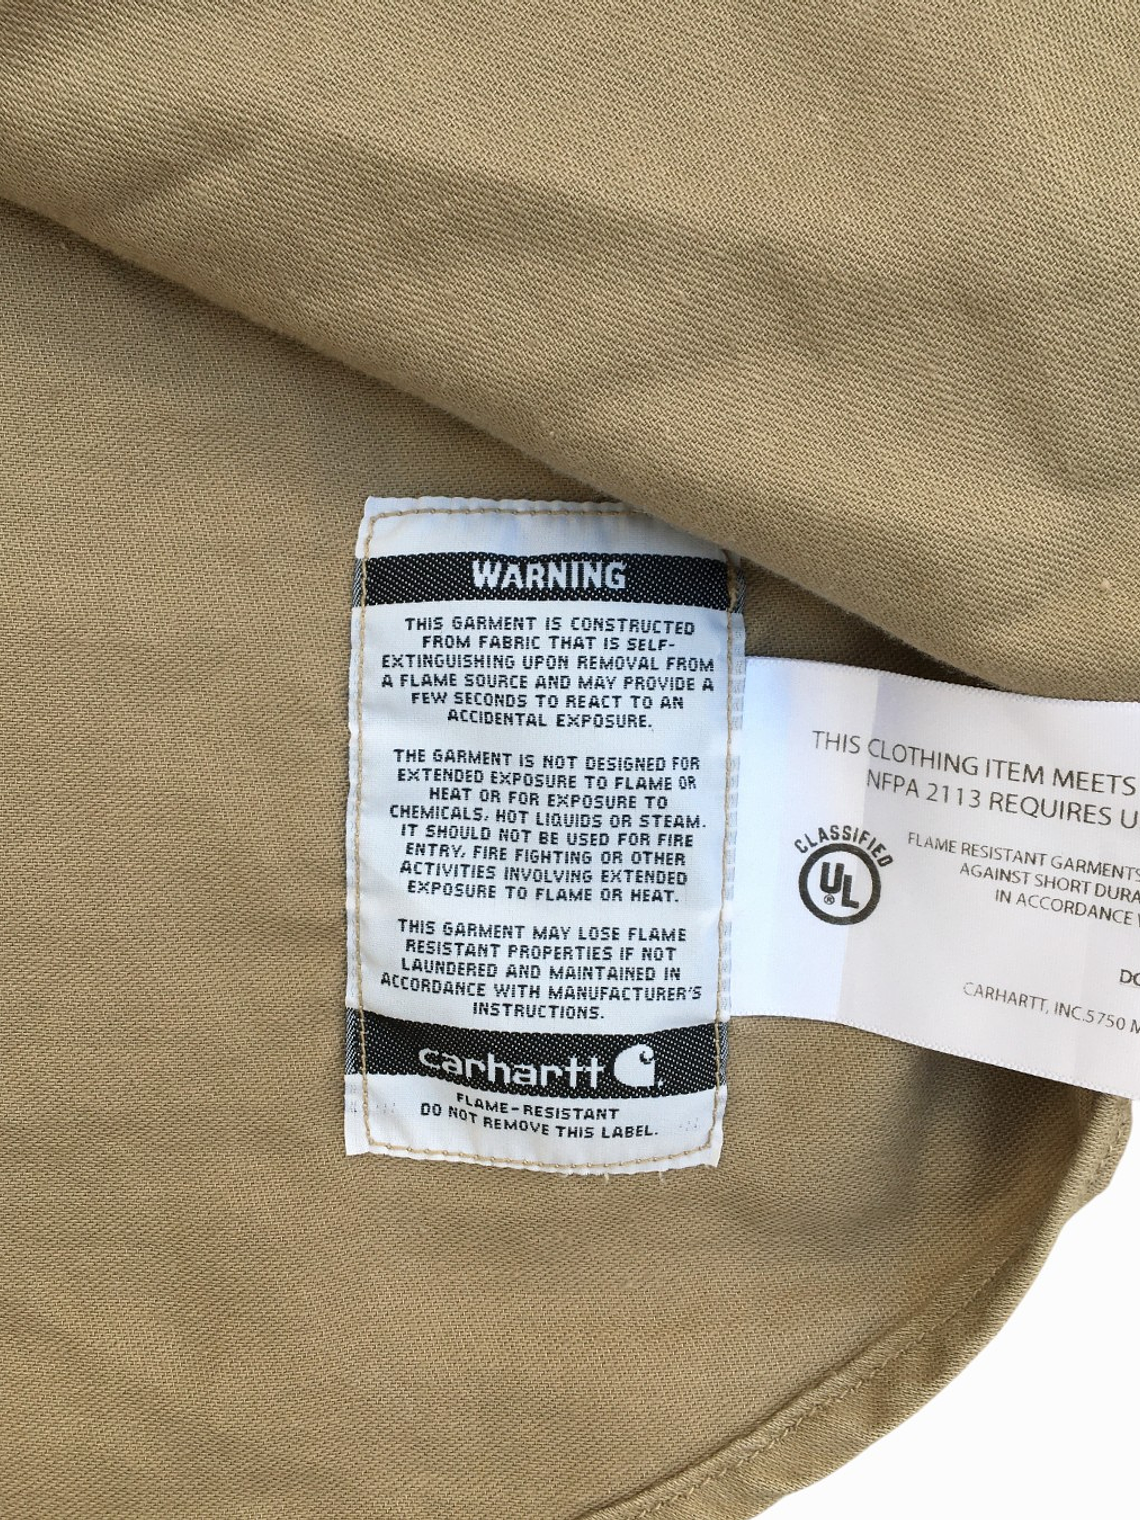 WARNING
THIS GARMENT IS CONSTRUCTED
FROM FABRIC THAT IS SELF-
EXTINGUISHING UPON REMOVAL FROM
A FLAME SOURCE AND MAY PROVIDE A
FEW SECONDS TO REACT TO AN
ACCIDENTAL EXPOSURE.
THE GARMENT IS NOT DESIGNED FOR
EXTENDED EXPOSURE TO FLAME OR
HEAT OR FOR EXPOSURE TO
CHEMICALS, HOT LIQUIDS OR STEAM.
IT SHOULD NOT BE USED FOR FIRE
ENTRY, FIRE FIGHTING OR OTHER
ACTIVITIES INVOLVING EXTENDED
EXPOSURE TO FLAME OR HEAT.
THIS GARMENT MAY LOSE FLAME
RESISTANT PROPERTIES IF NOT
LAUNDERED AND MAINTAINED IN
ACCORDANCE WITH MANUFACTURER'S
INSTRUCTIONS.
carhartt
FLAME-RESISTANT
DO NOT REMOVE THIS LABEL.
THIS CLOTHING ITEM MEETS
NFPA 2113 REQUIRES
CLASSIFIED
UL
®
FLAME RESISTANT GARMENTS
AGAINST SHORT
IN ACCORDANCE
CARHARTT, INC.5750